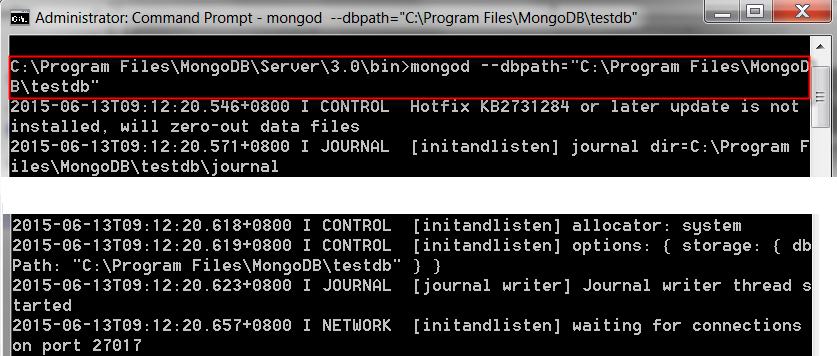 Administrator: Command Prompt - mongod  --dbpath="C:\Program Files\MongoDB\testdb"
C:\Program Files\MongoDB\Server\3.0\bin>mongod --dbpath="C:\Program Files\MongoD
B\testdb"
2015-06-13T09:12:20.546+0800 I CONTROL  Hotfix KB2731284 or later update is not
installed, will zero-out data files
2015-06-13T09:12:20.571+0800 I JOURNAL  [initandlisten] journal dir=C:\Program F
iles\MongoDB\testdb\journal
2015-06-13T09:12:20.618+0800 I CONTROL  [initandlisten] allocator: system
2015-06-13T09:12:20.619+0800 I CONTROL  [initandlisten] options: { storage: { db
Path: "C:\Program Files\MongoDB\testdb" } }
2015-06-13T09:12:20.623+0800 I JOURNAL  [journal writer] Journal writer thread s
tarted
2015-06-13T09:12:20.657+0800 I NETWORK  [initandlisten] waiting for connections
on port 27017